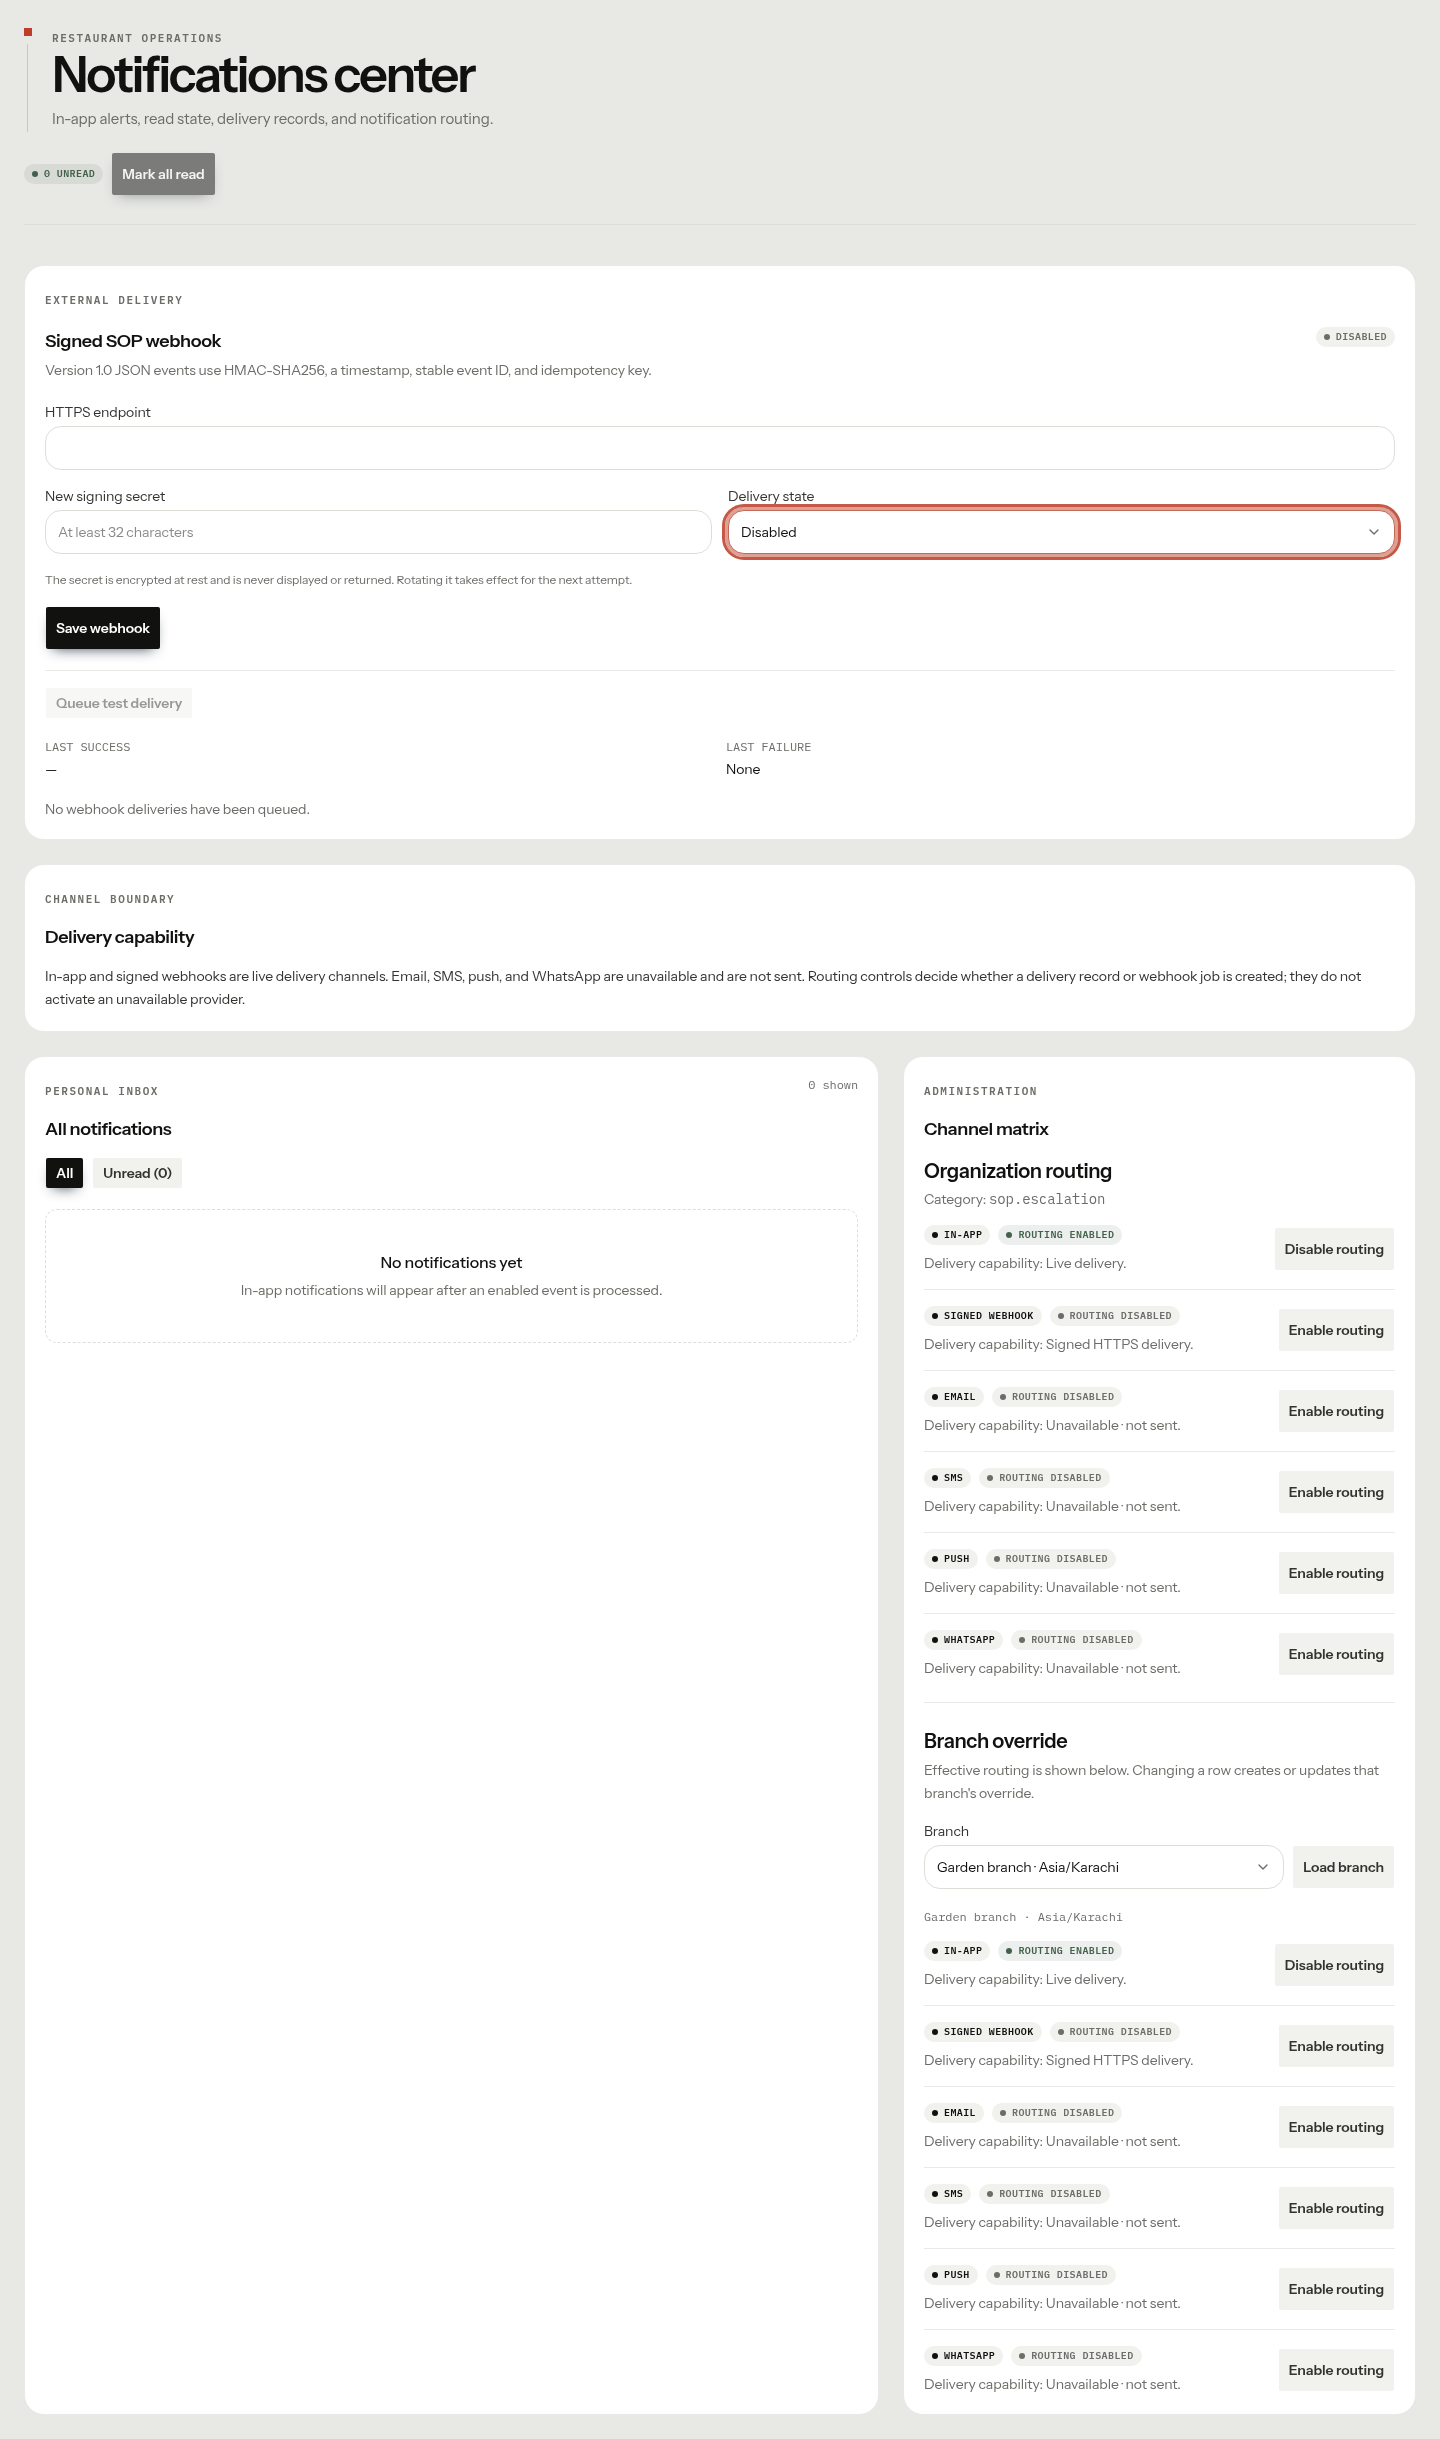 RESTAURANT OPERATIONS
Notifications center
In-app alerts, read state, delivery records, and notification routing.
0 UNREAD
Mark all read
EXTERNAL DELIVERY
Signed SOP webhook
DISABLED
Version 1.0 JSON events use HMAC-SHA256, a timestamp, stable event ID, and idempotency key.
HTTPS endpoint
New signing secret
Delivery state
At least 32 characters
Disabled
The secret is encrypted at rest and is never displayed or returned. Rotating it takes effect for the next attempt.
Save webhook
Queue test delivery
LAST SUCCESS
LAST FAILURE
—
None
No webhook deliveries have been queued.
CHANNEL BOUNDARY
Delivery capability
In-app and signed webhooks are live delivery channels. Email, SMS, push, and WhatsApp are unavailable and are not sent. Routing controls decide whether a delivery record or webhook job is created; they do not
activate an unavailable provider.
PERSONAL INBOX
0 shown
All notifications
All
Unread (0)
No notifications yet
In-app notifications will appear after an enabled event is processed.
ADMINISTRATION
Channel matrix
Organization routing
Category: sop.escalation
IN-APP
ROUTING ENABLED
Delivery capability: Live delivery.
Disable routing
SIGNED WEBHOOK
ROUTING DISABLED
Delivery capability: Signed HTTPS delivery.
Enable routing
EMAIL
ROUTING DISABLED
Delivery capability: Unavailable · not sent.
Enable routing
SMS
ROUTING DISABLED
Delivery capability: Unavailable · not sent.
Enable routing
PUSH
ROUTING DISABLED
Delivery capability: Unavailable · not sent.
Enable routing
WHATSAPP
ROUTING DISABLED
Delivery capability: Unavailable · not sent.
Enable routing
Branch override
Effective routing is shown below. Changing a row creates or updates that
branch's override.
Branch
Garden branch · Asia/Karachi
Load branch
Garden branch · Asia/Karachi
IN-APP
ROUTING ENABLED
Delivery capability: Live delivery.
Disable routing
SIGNED WEBHOOK
ROUTING DISABLED
Delivery capability: Signed HTTPS delivery.
Enable routing
EMAIL
ROUTING DISABLED
Delivery capability: Unavailable · not sent.
Enable routing
SMS
ROUTING DISABLED
Delivery capability: Unavailable · not sent.
Enable routing
PUSH
ROUTING DISABLED
Delivery capability: Unavailable · not sent.
Enable routing
WHATSAPP
ROUTING DISABLED
Delivery capability: Unavailable · not sent.
Enable routing